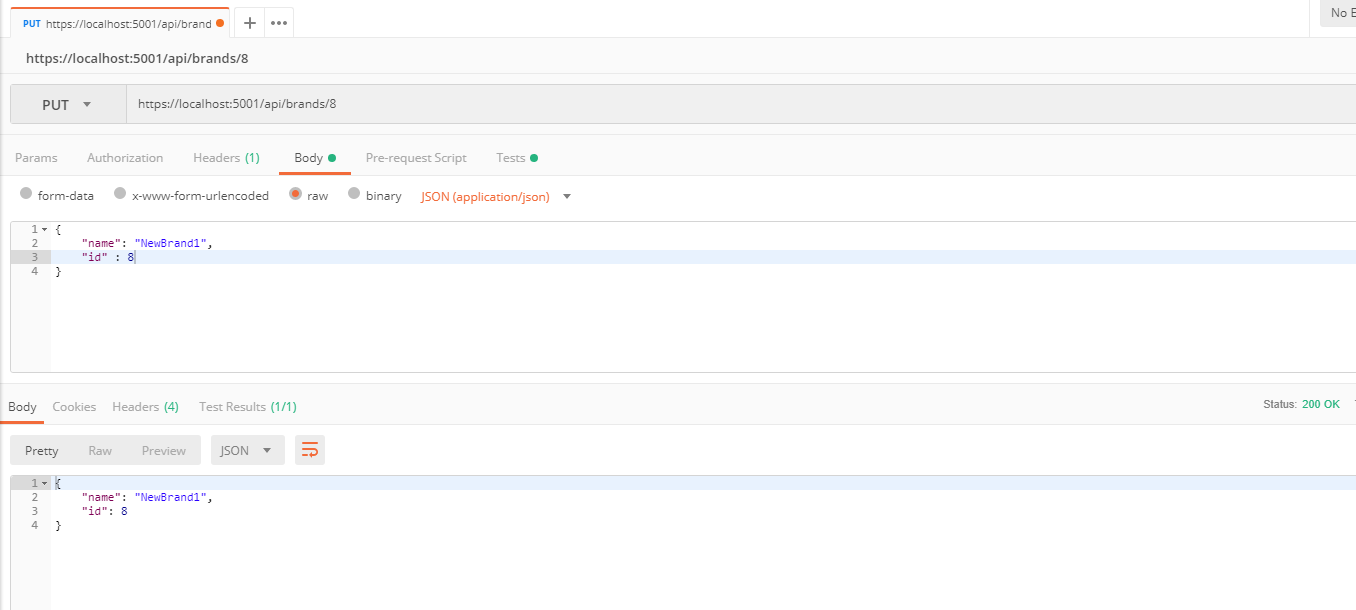 PUT https://localhost:5001/api/brand + ••• No E
https://localhost:5001/api/brands/8
PUT https://localhost:5001/api/brands/8
Params Authorization Headers (1) Body Pre-request Script Tests
form-data x-www-form-urlencoded raw binary JSON (application/json)
1 {
2 "name": "NewBrand1",
3 "id" : 8
4 }
Body Cookies Headers (4) Test Results (1/1) Status: 200 OK
Pretty Raw Preview JSON
1 {
2 "name": "NewBrand1",
3 "id": 8
4 }